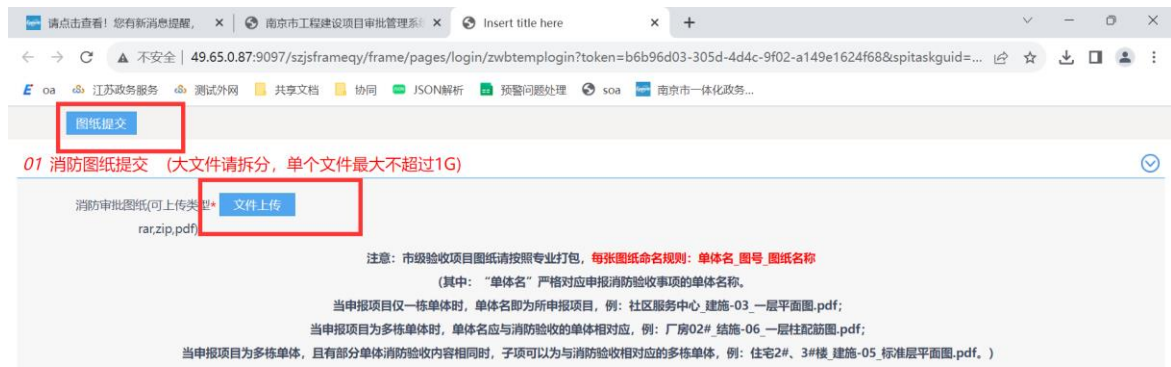 请点击查看！您有新消息提醒，
南京市工程建设项目审批管理系
Insert title here
不安全 | 49.65.0.87:9097/szjsframeqy/frame/pages/login/zwbtemplogin?token=b6b96d03-305d-4d4c-9f02-a149e1624f68&spitaskguid=...
oa 江苏政务服务 测试外网 共享文档 协同 JSON解析 预警问题处理 soa 南京市一体化政务...
图纸提交
01 消防图纸提交 (大文件请拆分，单个文件最大不超过1G)
消防审批图纸(可上传类型* 文件上传
rar,zip,pdf)
注意：市级验收项目图纸请按照专业打包，每张图纸命名规则：单体名_图号_图纸名称
(其中：“单体名”严格对应申报消防验收事项的单体名称。
当申报项目仅一栋单体时，单体名即为所申报项目，例：社区服务中心_建施-03_一层平面图.pdf；
当申报项目为多栋单体时，单体名应与消防验收的单体相对应，例：厂房02#_结施-06_一层柱配筋图.pdf；
当申报项目为多栋单体，且有部分单体消防验收内容相同时，子项可以为与消防验收相对应的多栋单体，例：住宅2#、3#楼_建施-05_标准层平面图.pdf。)